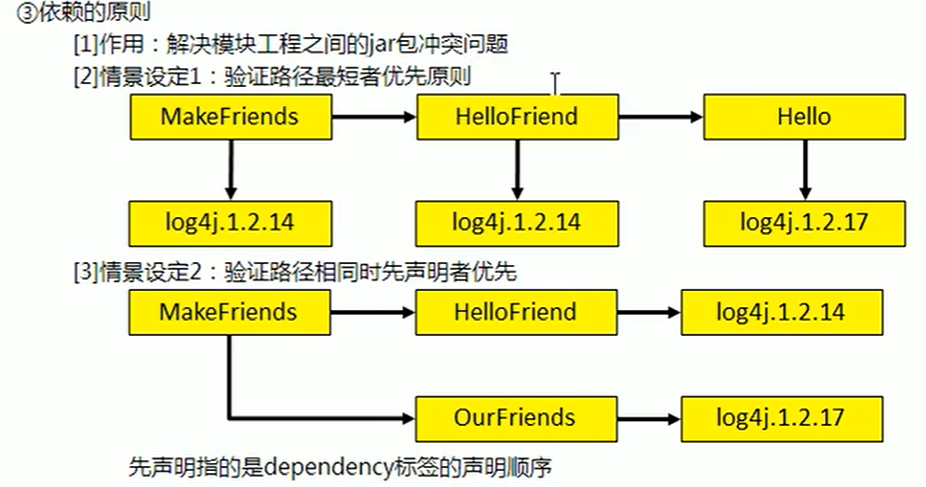 ③依赖的原则
[1]作用：解决模块工程之间的jar包冲突问题
[2]情景设定1：验证路径最短者优先原则
MakeFriends
HelloFriend
Hello
log4j.1.2.14
log4j.1.2.14
log4j.1.2.17
[3]情景设定2：验证路径相同时先声明者优先
MakeFriends
HelloFriend
log4j.1.2.14
OurFriends
log4j.1.2.17
先声明指的是dependency标签的声明顺序